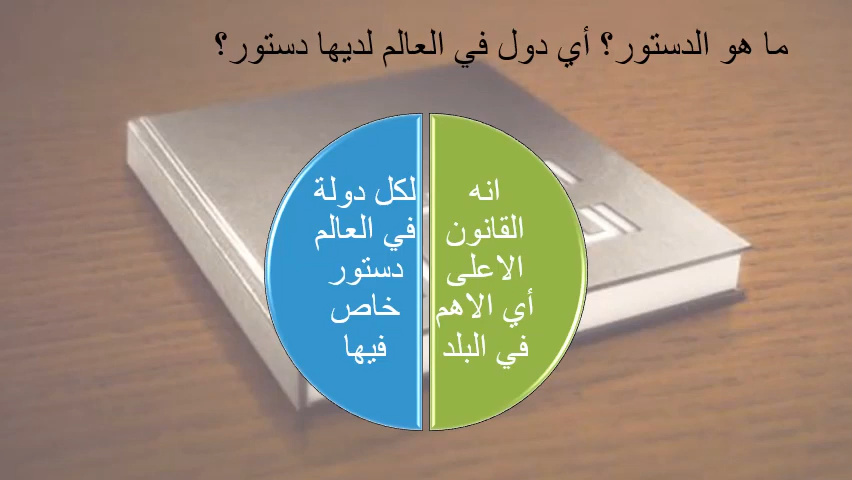 ما هو الدستور؟ أي دول في العالم لديها دستور؟
انه
القانون
الاعلى
أي الاهم
في البلد
لكل دولة
في العالم
دستور
خاص
فيها